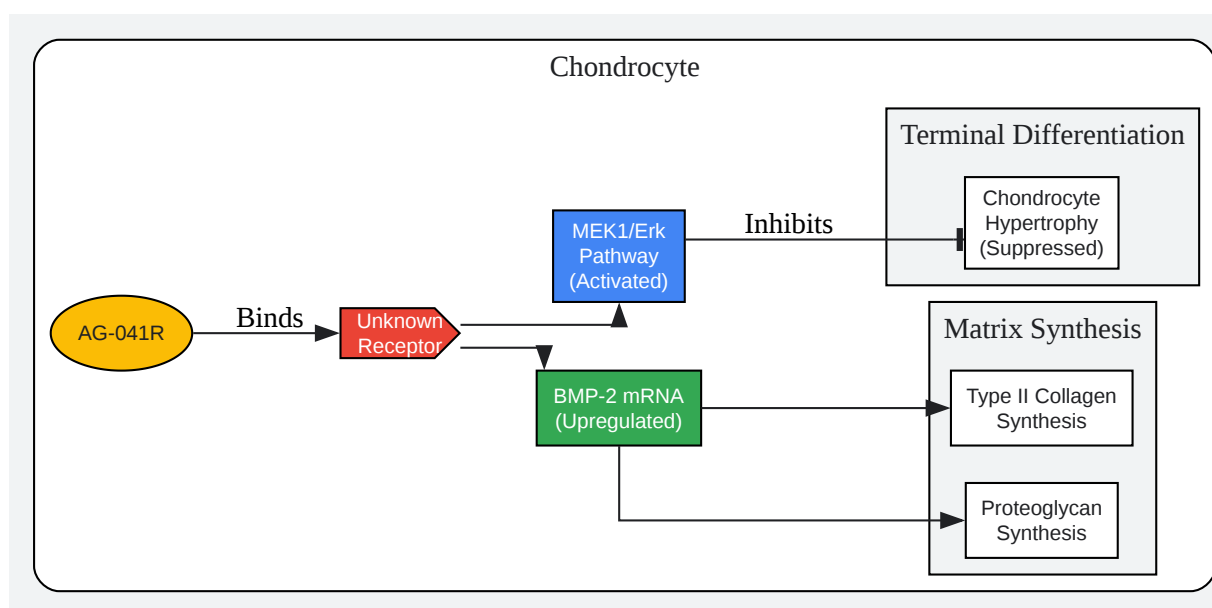 Chondrocyte
Terminal Differentiation
Chondrocyte
Hypertrophy
(Suppressed)
Inhibits
MEK1/Erk
Pathway
(Activated)
AG-041R
Binds
Unknown
Receptor
BMP-2 mRNA
(Upregulated)
Matrix Synthesis
Type II Collagen
Synthesis
Proteoglycan
Synthesis